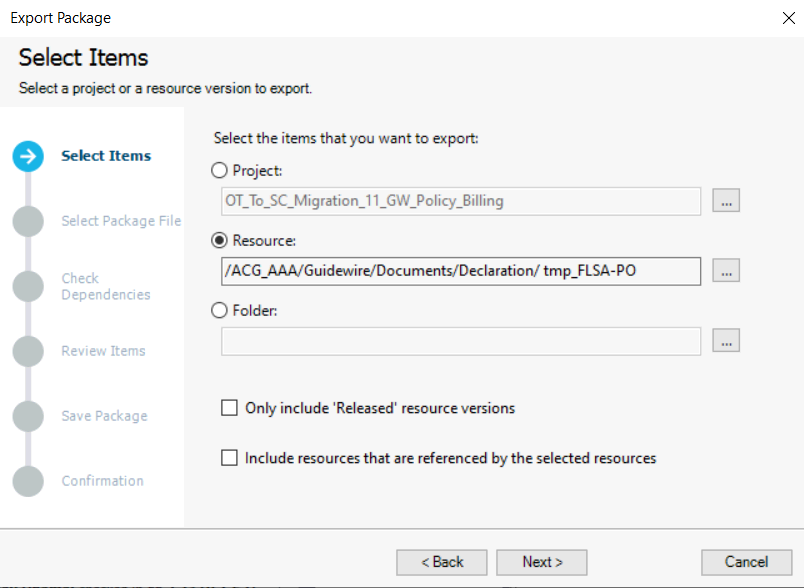 Export Package
Select Items
Select a project or a resource version to export.
Select Items
Select Package File
Check
Dependencies
Review Items
Save Package
Confirmation
Select the items that you want to export:
Project:
OT_To_SC_Migration_11_GW_Policy_Billing
...
Resource:
/ACG_AAA/Guidewire/Documents/Declaration/ tmp_FLSA-PO
...
Folder:
...
Only include 'Released' resource versions
Include resources that are referenced by the selected resources
< Back
Next >
Cancel